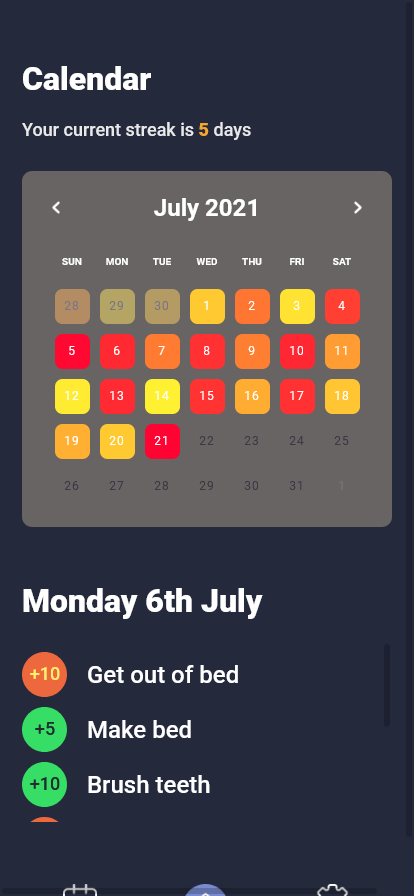 Calendar
Your current streak is 5 days
July 2021
SUN MON TUE WED THU FRI SAT
28 29 30 1 2 3 4
5 6 7 8 9 10 11
12 13 14 15 16 17 18
19 20 21 22 23 24 25
26 27 28 29 30 31 1
Monday 6th July
+10 Get out of bed
+5 Make bed
+10 Brush teeth